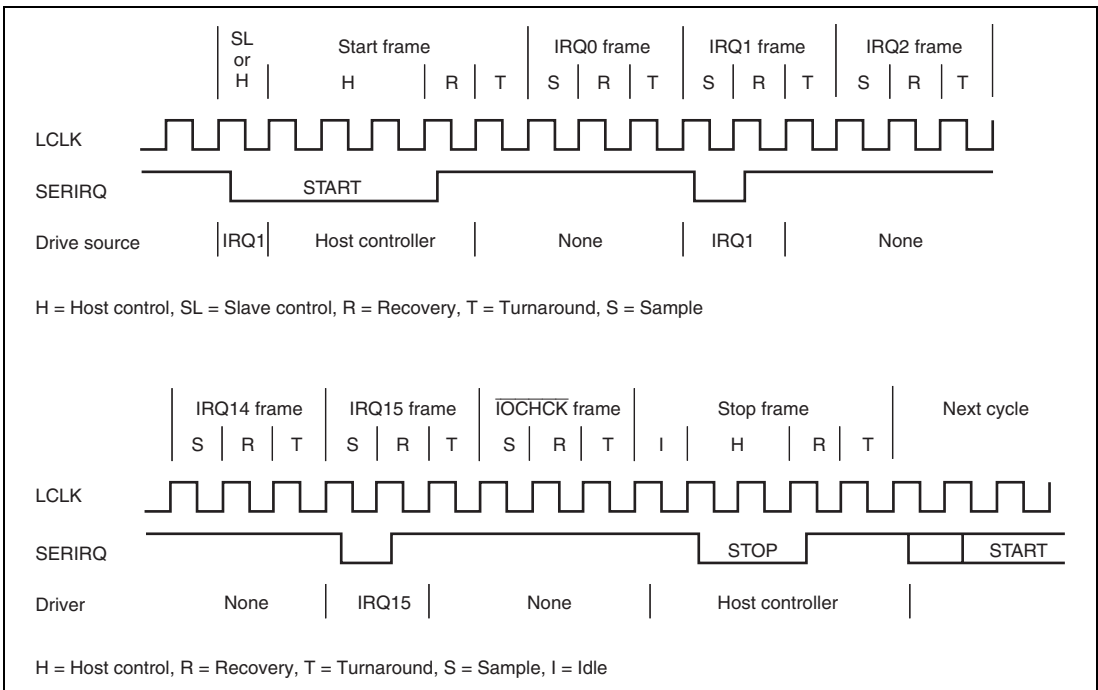 SL
or
H
Start frame
IRQ0 frame
IRQ1 frame
IRQ2 frame
H R T S R T S R T S R T
LCLK
SERIRQ
START
Drive source
IRQ1
Host controller
None
IRQ1
None
H = Host control, SL = Slave control, R = Recovery, T = Turnaround, S = Sample
IRQ14 frame
IRQ15 frame
IOCHCK frame
Stop frame
Next cycle
S R T S R T S R T I H R T
LCLK
SERIRQ
STOP
START
Driver
None
IRQ15
None
Host controller
H = Host control, R = Recovery, T = Turnaround, S = Sample, I = Idle